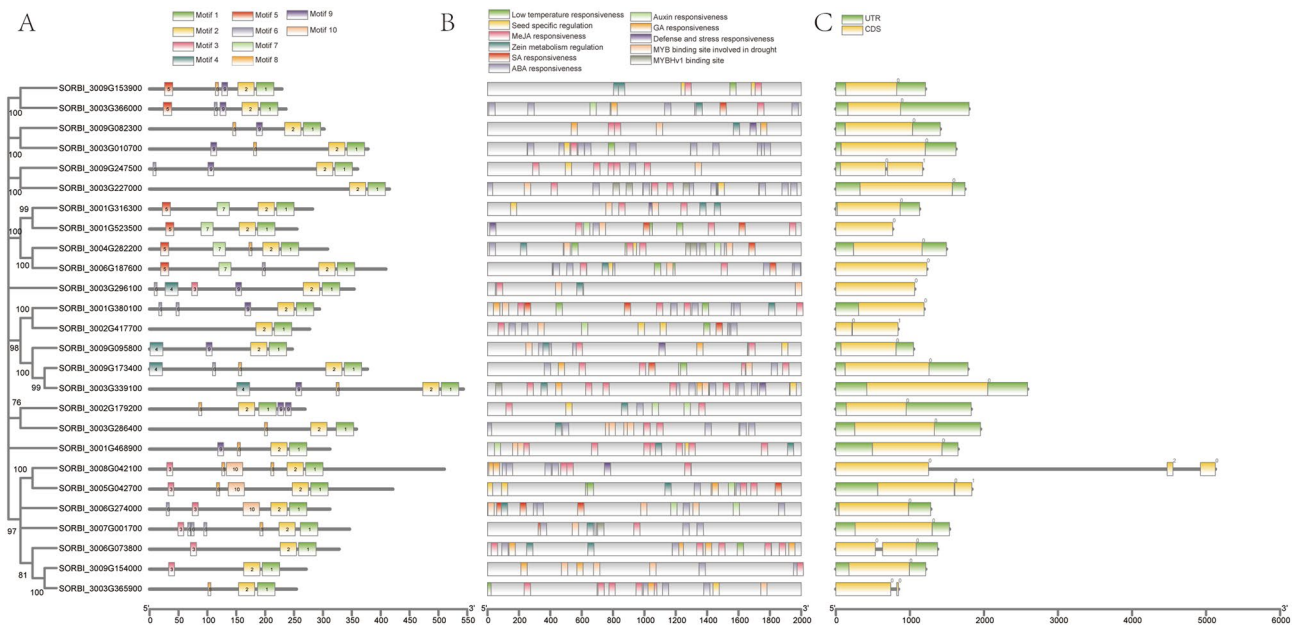 A
B
C
Motif 1
Motif 5
Motif 9
Motif 2
Motif 6
Motif 10
Motif 3
Motif 7
Motif 4
Motif 8
Low temperature responsiveness
Auxin responsiveness
Seed specific regulation
GA responsiveness
MeJA responsiveness
Defense and stress responsiveness
Zein metabolism regulation
MYB binding site involved in drought
SA responsiveness
MYBHv1 binding site
ABA responsiveness
UTR
CDS
SORBI_3009G153900
SORBI_3003G366000
100
SORBI_3009G082300
SORBI_3003G010700
100
SORBI_3009G247500
SORBI_3003G227000
100
99
SORBI_3001G316300
SORBI_3001G523500
100
SORBI_3004G282200
SORBI_3006G187600
100
SORBI_3003G296100
100
SORBI_3001G380100
SORBI_3002G417700
98
SORBI_3009G095800
SORBI_3009G173400
100
SORBI_3003G339100
99
76
SORBI_3002G179200
SORBI_3003G286400
SORBI_3001G468900
100
SORBI_3008G042100
SORBI_3005G042700
SORBI_3006G274000
SORBI_3007G001700
97
SORBI_3006G073800
SORBI_3009G154000
81
SORBI_3003G365900
100
5' 3'
0 50 100 150 200 250 300 350 400 450 500 550
5' 3'
0 200 400 600 800 1000 1200 1400 1600 1800 2000
5' 3'
0 1000 2000 3000 4000 5000 6000